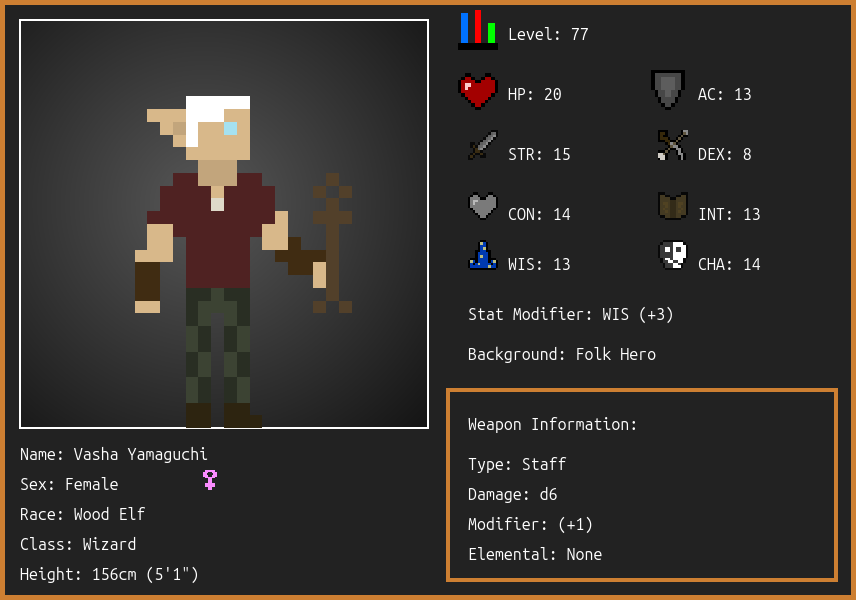 Level: 77
HP: 20
AC: 13
STR: 15
DEX: 8
CON: 14
INT: 13
WIS: 13
CHA: 14
Stat Modifier: WIS (+3)
Background: Folk Hero
Weapon Information:
Type: Staff
Damage: d6
Modifier: (+1)
Elemental: None
Name: Vasha Yamaguchi
Sex: Female
Race: Wood Elf
Class: Wizard
Height: 156cm (5'1")